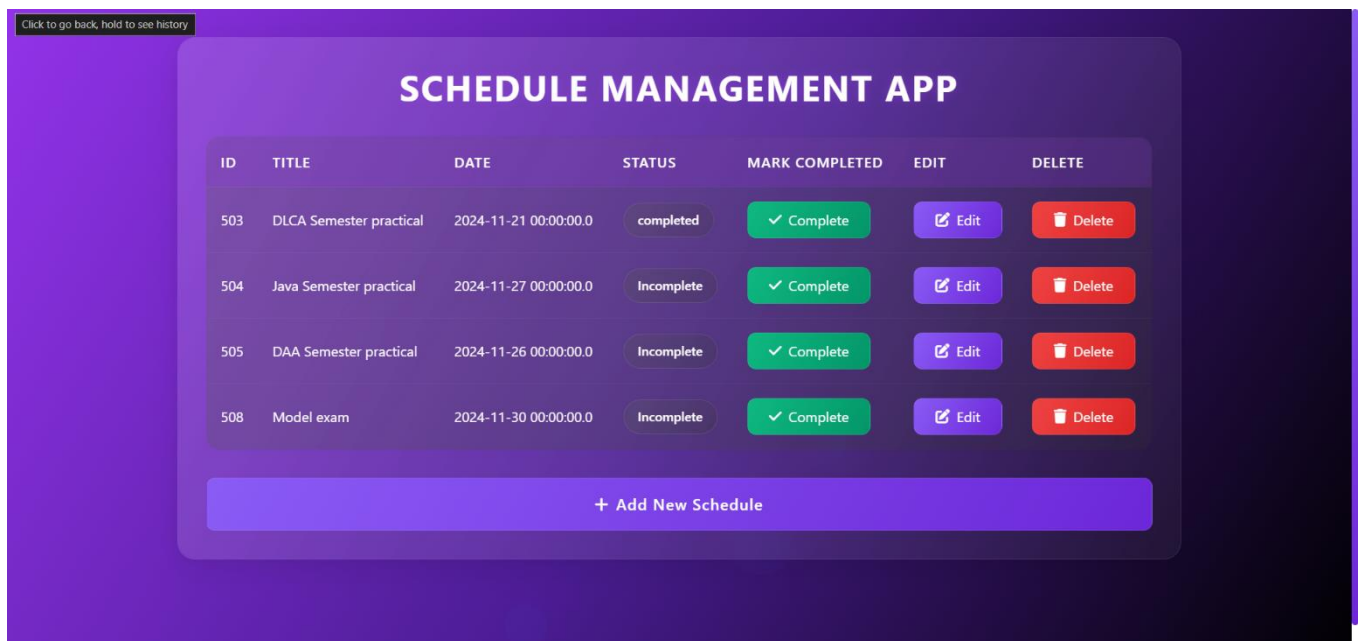 Click to go back, hold to see history
SCHEDULE MANAGEMENT APP
ID TITLE DATE STATUS MARK COMPLETED EDIT DELETE
503 DLCA Semester practical 2024-11-21 00:00:00.0 completed Complete Edit Delete
504 Java Semester practical 2024-11-27 00:00:00.0 Incomplete Complete Edit Delete
505 DAA Semester practical 2024-11-26 00:00:00.0 Incomplete Complete Edit Delete
508 Model exam 2024-11-30 00:00:00.0 Incomplete Complete Edit Delete
+ Add New Schedule